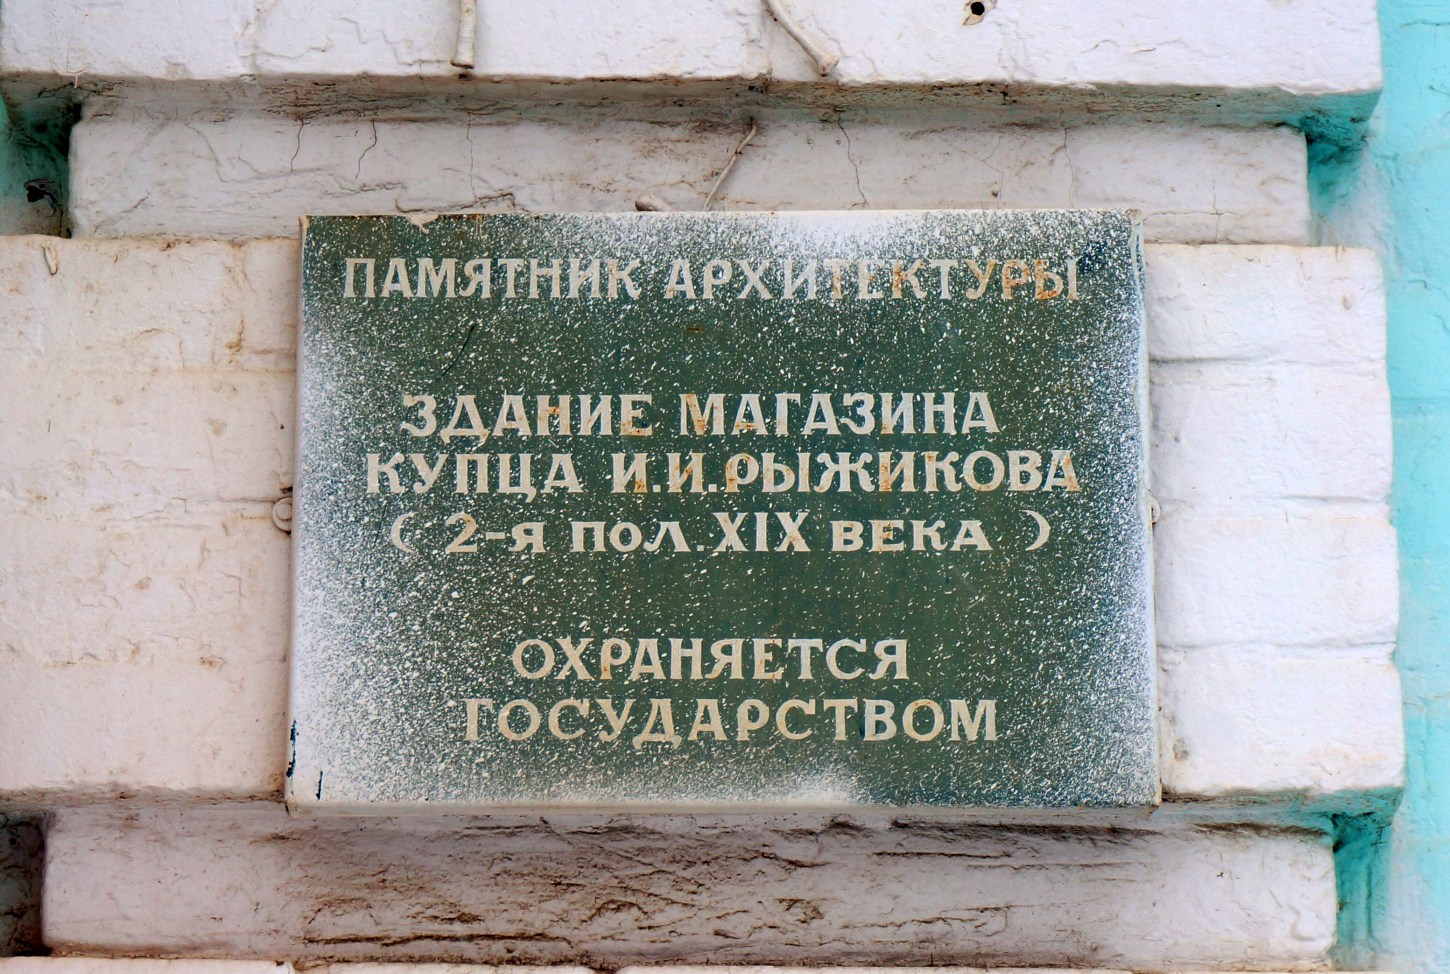 ПАМЯТНИК АРХИТЕКТУРЫ
ЗДАНИЕ МАГАЗИНА
КУПЦА И.И.РЫЖИКОВА
( 2-я пол. XIX века )
ОХРАНЯЕТСЯ
ГОСУДАРСТВОМ